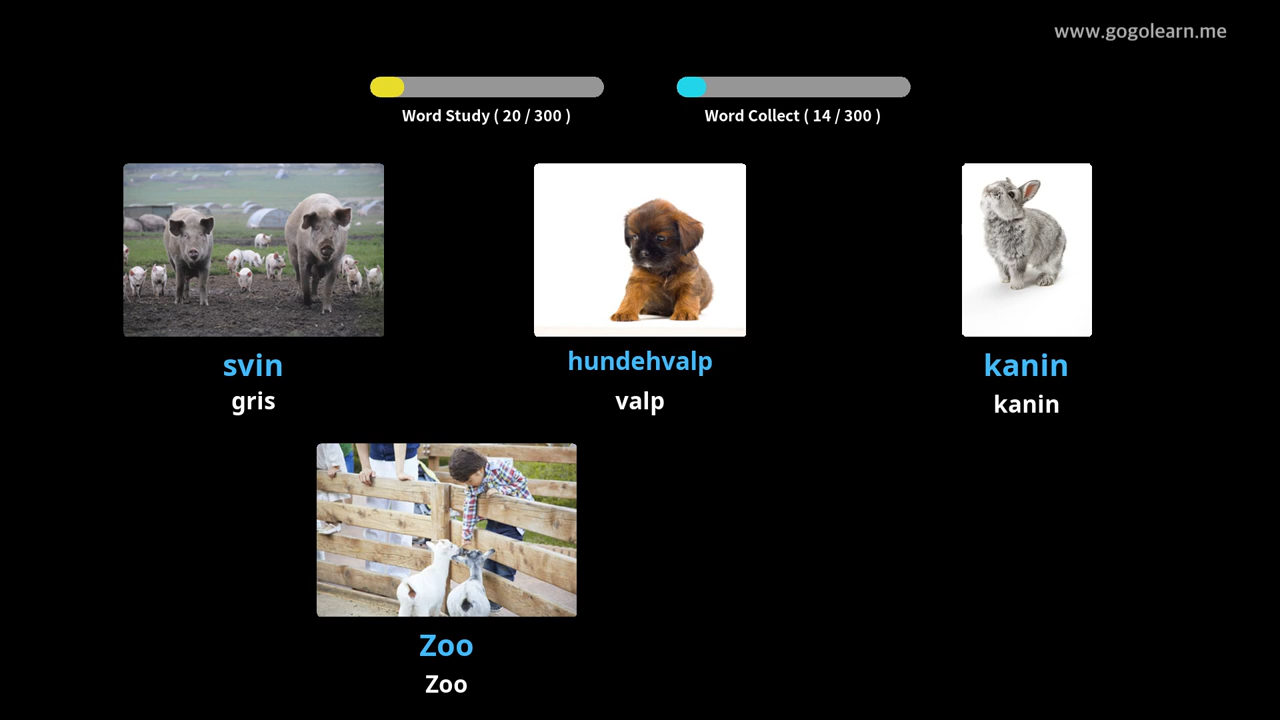 www.gogolearn.me
Word Study ( 20 / 300 )
Word Collect ( 14 / 300 )
svin
gris
hundehvalp
valp
kanin
kanin
Zoo
Zoo